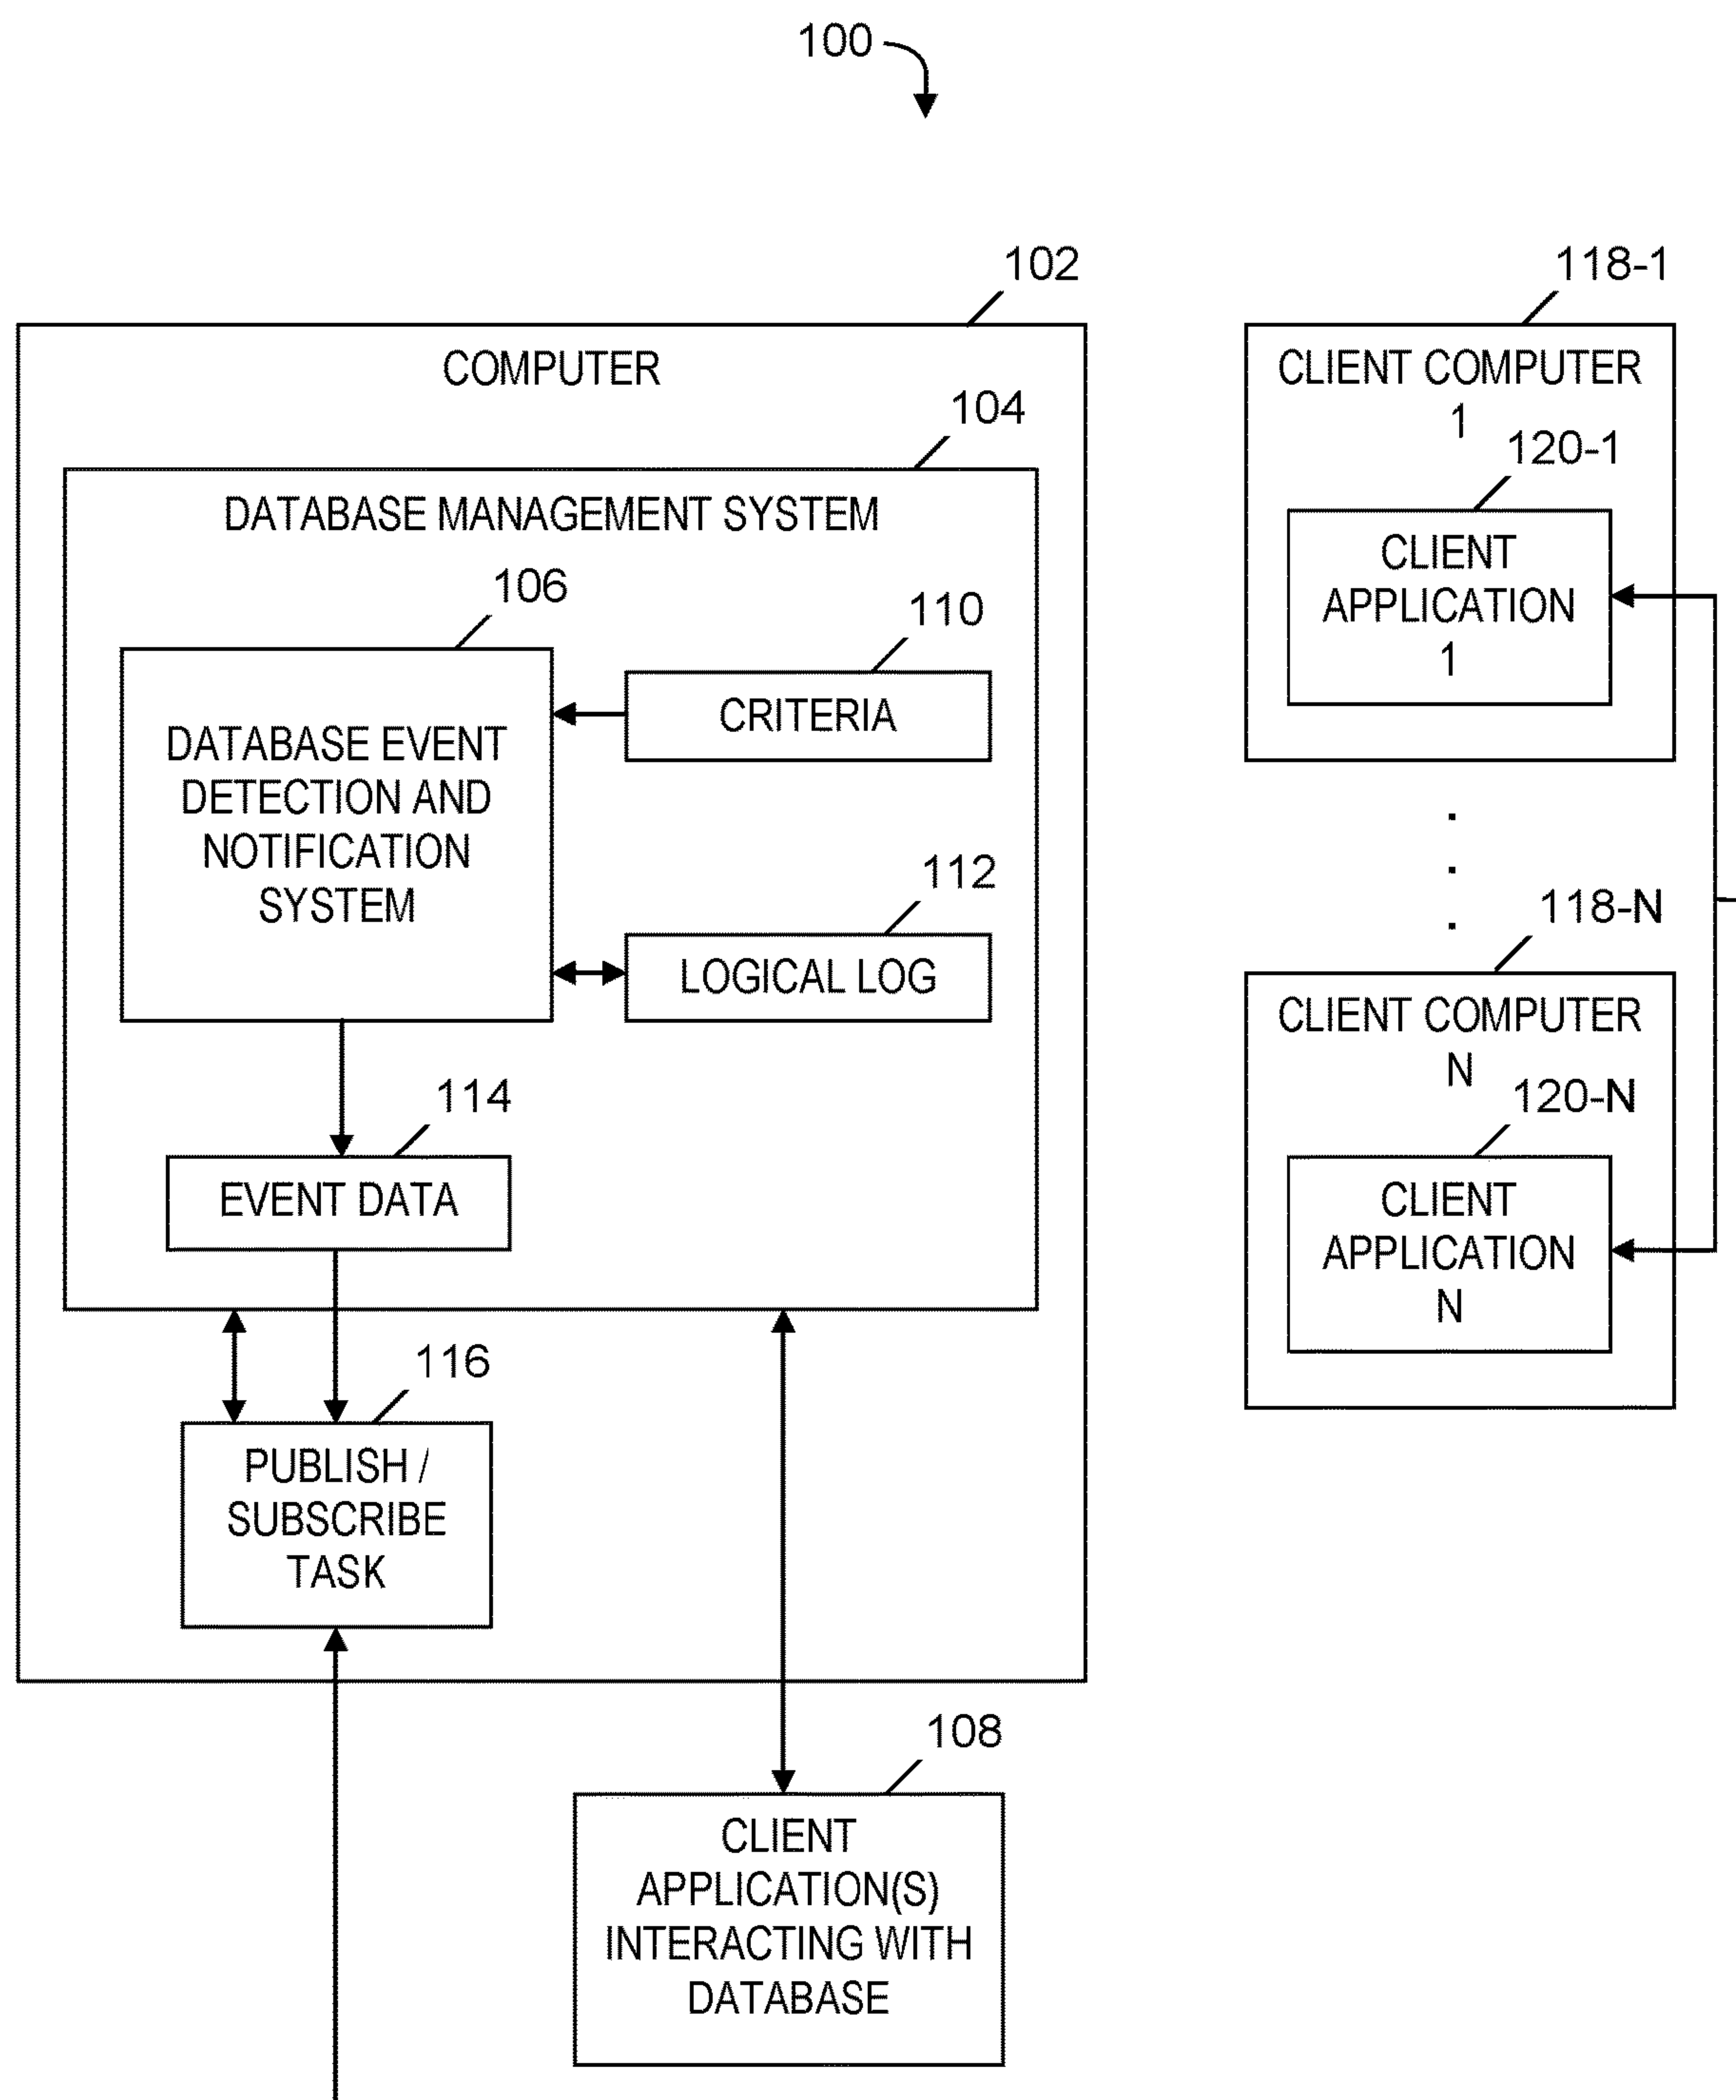 100
102
COMPUTER
104
DATABASE MANAGEMENT SYSTEM
106
DATABASE EVENT
DETECTION AND
NOTIFICATION
SYSTEM
110
CRITERIA
112
LOGICAL LOG
114
EVENT DATA
116
PUBLISH /
SUBSCRIBE
TASK
108
CLIENT
APPLICATION(S)
INTERACTING WITH
DATABASE
118-1
CLIENT COMPUTER
1
120-1
CLIENT
APPLICATION
1
118-N
CLIENT COMPUTER
N
120-N
CLIENT
APPLICATION
N